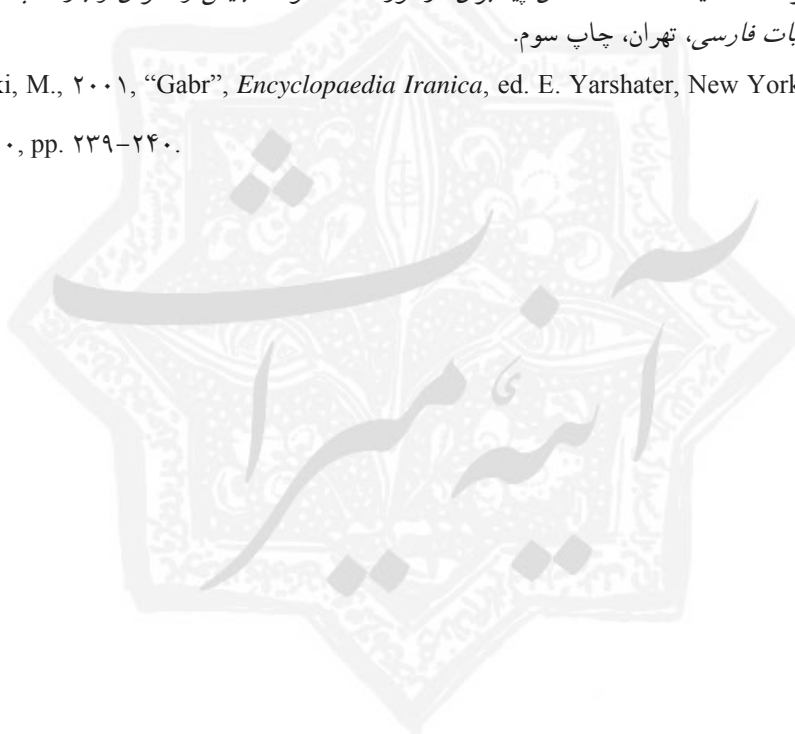 یات فارسی، تهران، چاپ سوم.
ki, M., ۲۰۰۱, “Gabr”, Encyclopaedia Iranica, ed. E. Yarshater, New York
۰, pp. ۲۳۹–۲۴۰.
آینهٔ میراث